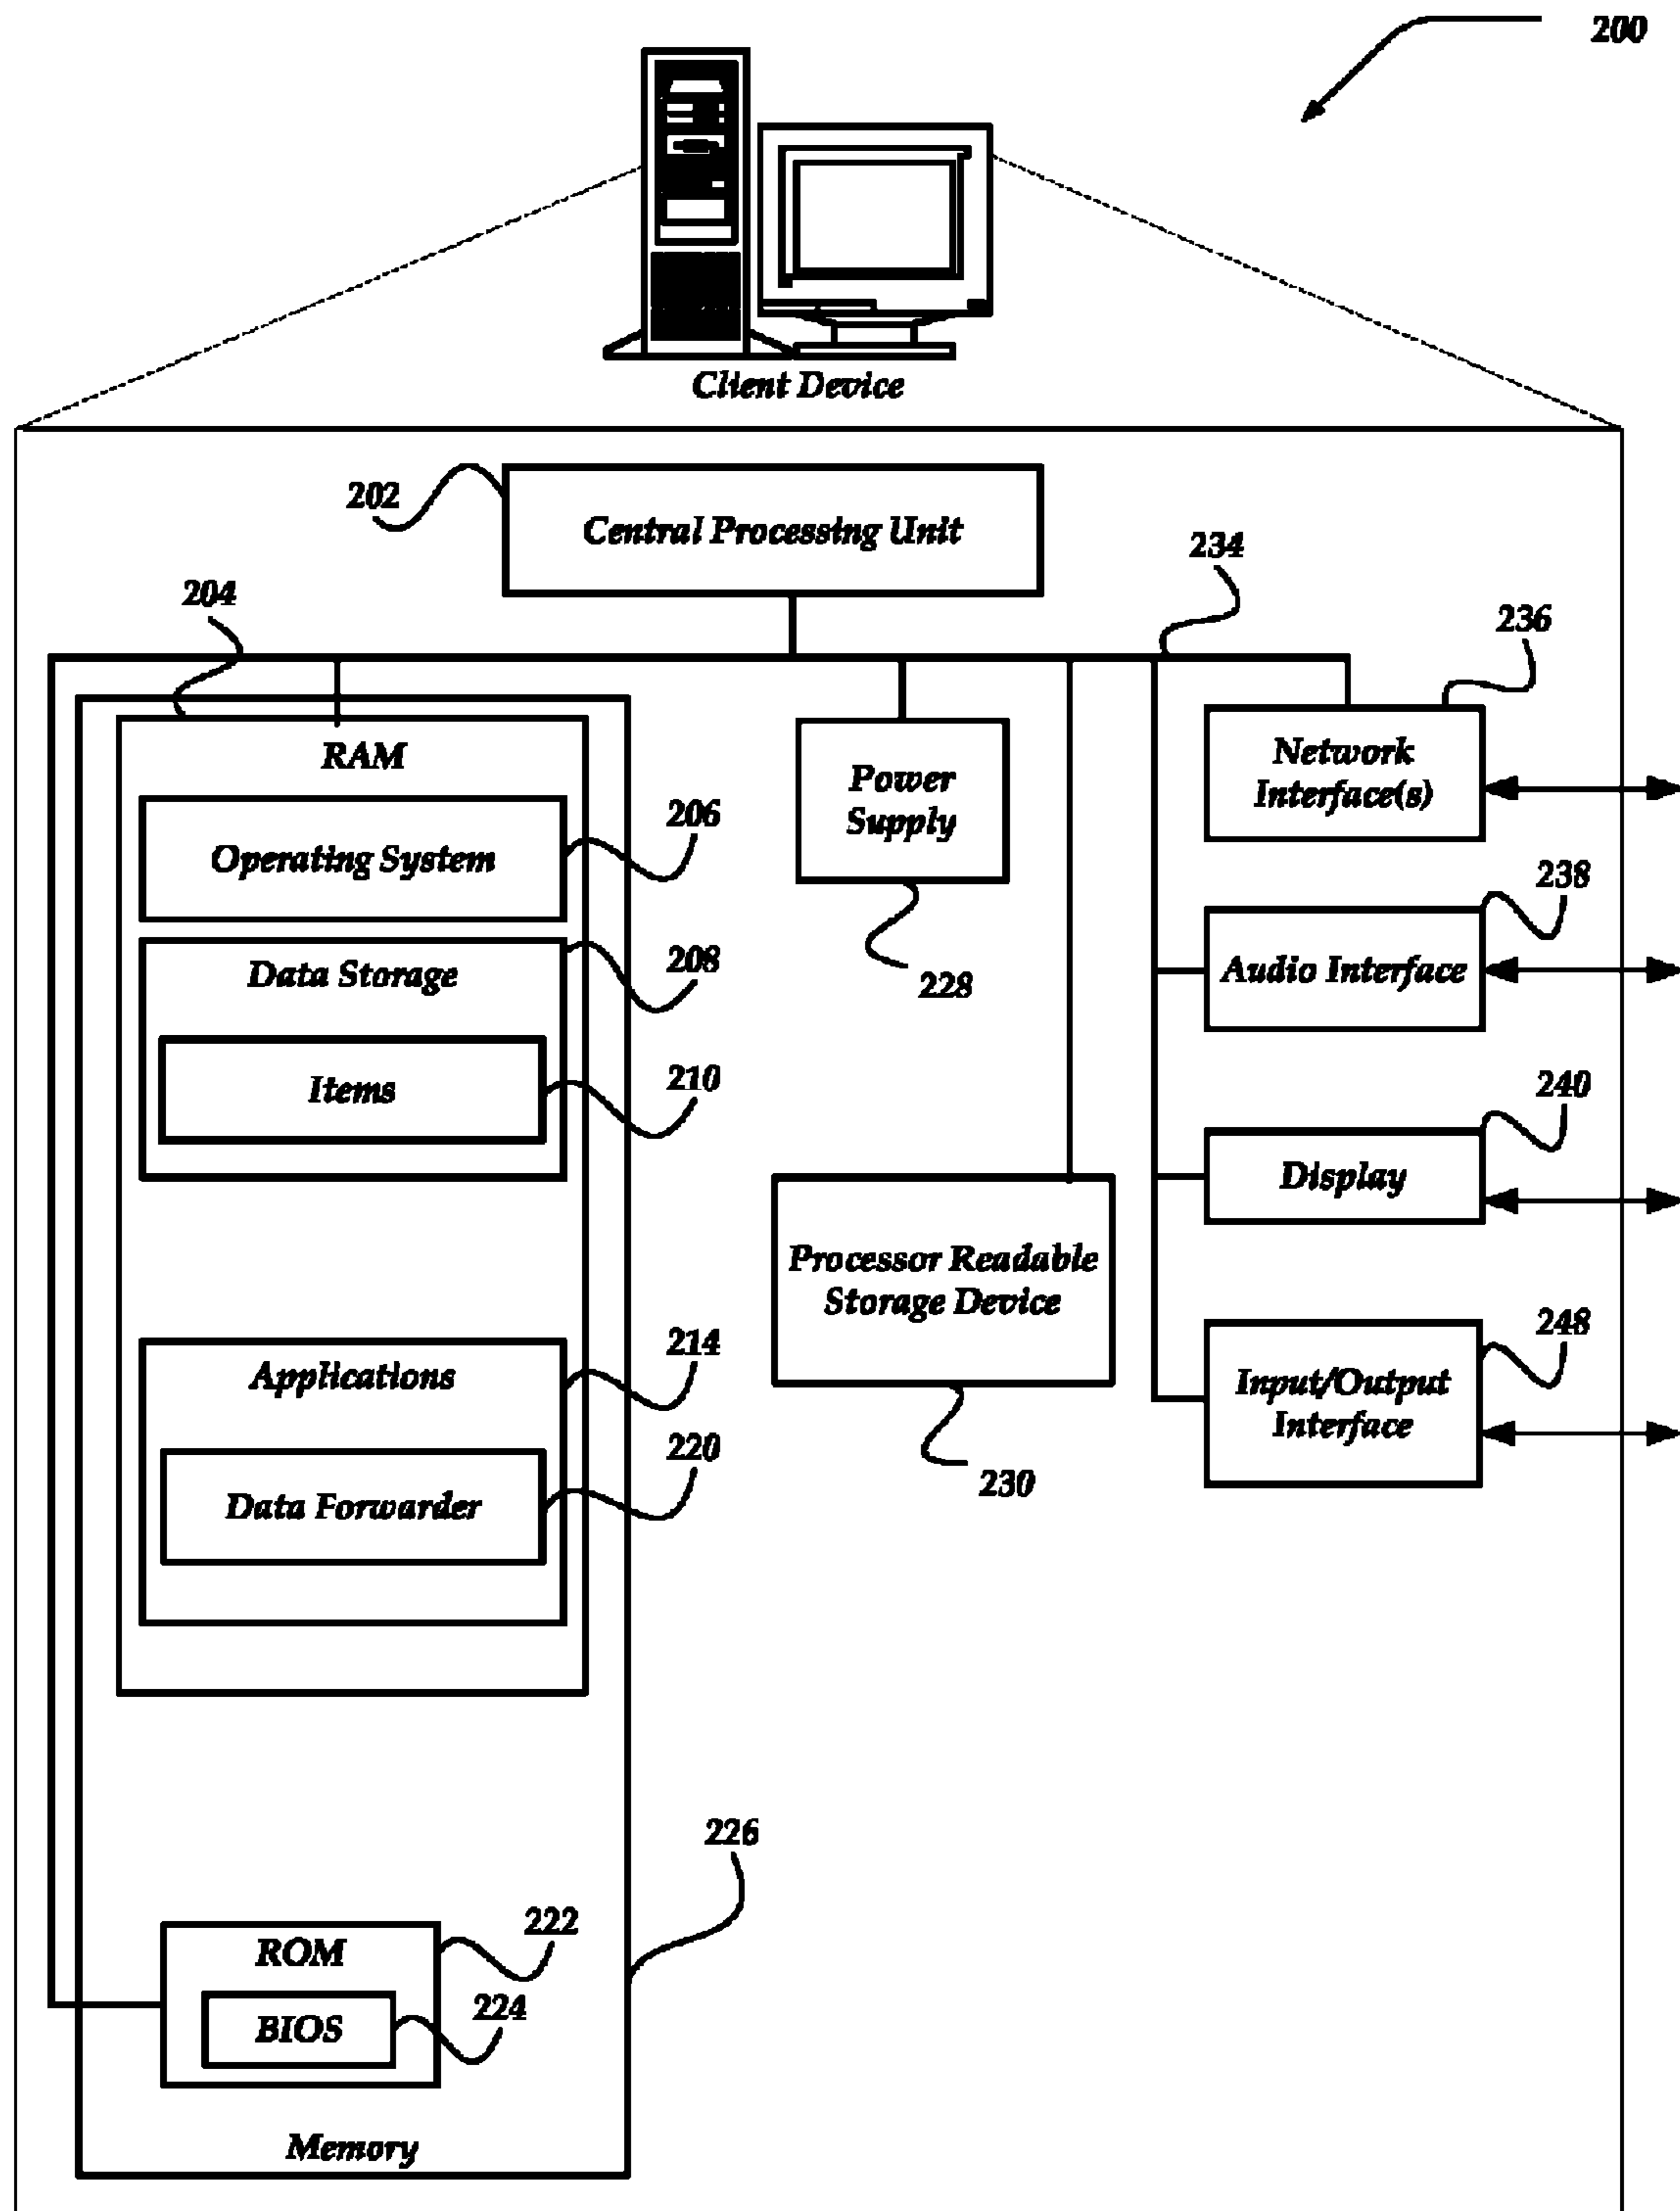 200
Client Device
202
Central Processing Unit
234
204
236
RAM
Network
Interface(s)
Power
Supply
206
Operating System
238
208
Data Storage
Audio Interface
228
210
Items
240
Display
Processor Readable
Storage Device
214
Applications
248
Input/Output
Interface
220
Data Forwarder
230
226
222
ROM
224
BIOS
Memory